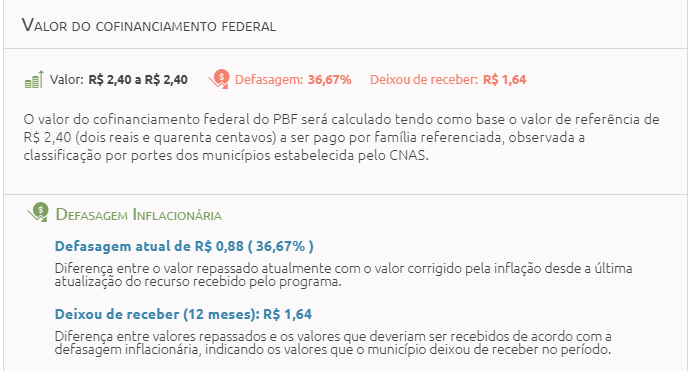 Valor do cofinanciamento federal
Valor: R$ 2,40 a R$ 2,40 Defasagem: 36,67% Deixou de receber: R$ 1,64
O valor do cofinanciamento federal do PBF será calculado tendo como base o valor de referência de
R$ 2,40 (dois reais e quarenta centavos) a ser pago por família referenciada, observada a
classificação por portes dos municípios estabelecida pelo CNAS.
Defasagem Inflacionária
Defasagem atual de R$ 0,88 ( 36,67% )
Diferença entre o valor repassado atualmente com o valor corrigido pela inflação desde a última
atualização do recurso recebido pelo programa.
Deixou de receber (12 meses): R$ 1,64
Diferença entre valores repassados e os valores que deveriam ser recebidos de acordo com a
defasagem inflacionária, indicando os valores que o município deixou de receber no período.